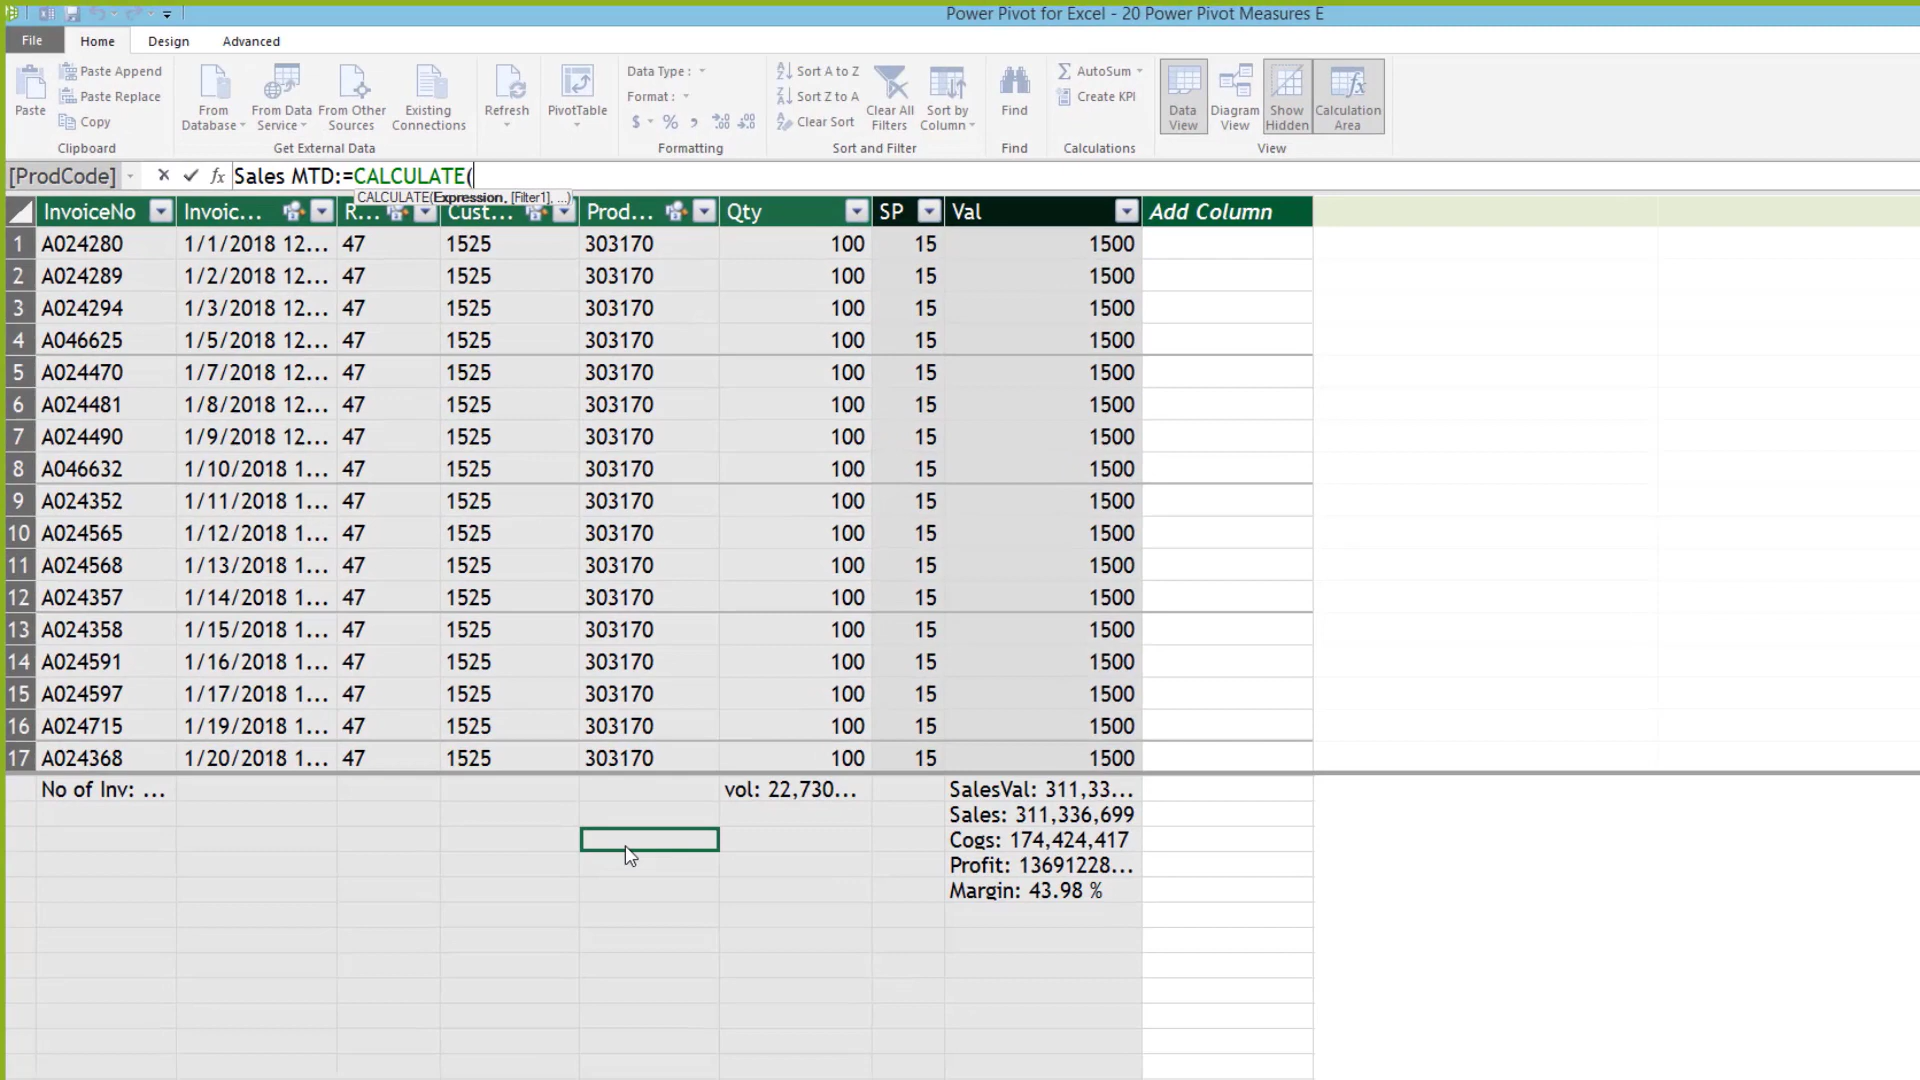 Power Pivot for Excel - 20 Power Pivot Measures E
File Home Design Advanced
Paste
Paste Append
Paste Replace
Copy
Clipboard
From Database
From Data Service
From Other Sources
Existing Connections
Get External Data
Refresh
PivotTable
Data Type :
Format :
$ % ,
Formatting
Sort A to Z
Sort Z to A
Clear Sort
Clear All Filters
Sort by Column
Sort and Filter
Find
Find
AutoSum
Create KPI
Calculations
Data View
Diagram View
Show Hidden
Calculation Area
View
[ProdCode] fx Sales MTD:=CALCULATE(
CALCULATE(Expression, [Filter1], ...)
InvoiceNo Invoic... R... Cust... Prod... Qty SP Val Add Column
1 A024280 1/1/2018 12... 47 1525 303170 100 15 1500
2 A024289 1/2/2018 12... 47 1525 303170 100 15 1500
3 A024294 1/3/2018 12... 47 1525 303170 100 15 1500
4 A046625 1/5/2018 12... 47 1525 303170 100 15 1500
5 A024470 1/7/2018 12... 47 1525 303170 100 15 1500
6 A024481 1/8/2018 12... 47 1525 303170 100 15 1500
7 A024490 1/9/2018 12... 47 1525 303170 100 15 1500
8 A046632 1/10/2018 1... 47 1525 303170 100 15 1500
9 A024352 1/11/2018 1... 47 1525 303170 100 15 1500
10 A024565 1/12/2018 1... 47 1525 303170 100 15 1500
11 A024568 1/13/2018 1... 47 1525 303170 100 15 1500
12 A024357 1/14/2018 1... 47 1525 303170 100 15 1500
13 A024358 1/15/2018 1... 47 1525 303170 100 15 1500
14 A024591 1/16/2018 1... 47 1525 303170 100 15 1500
15 A024597 1/17/2018 1... 47 1525 303170 100 15 1500
16 A024715 1/19/2018 1... 47 1525 303170 100 15 1500
17 A024368 1/20/2018 1... 47 1525 303170 100 15 1500
No of Inv: ... vol: 22,730... SalesVal: 311,33...
Sales: 311,336,699
Cogs: 174,424,417
Profit: 13691228...
Margin: 43.98 %